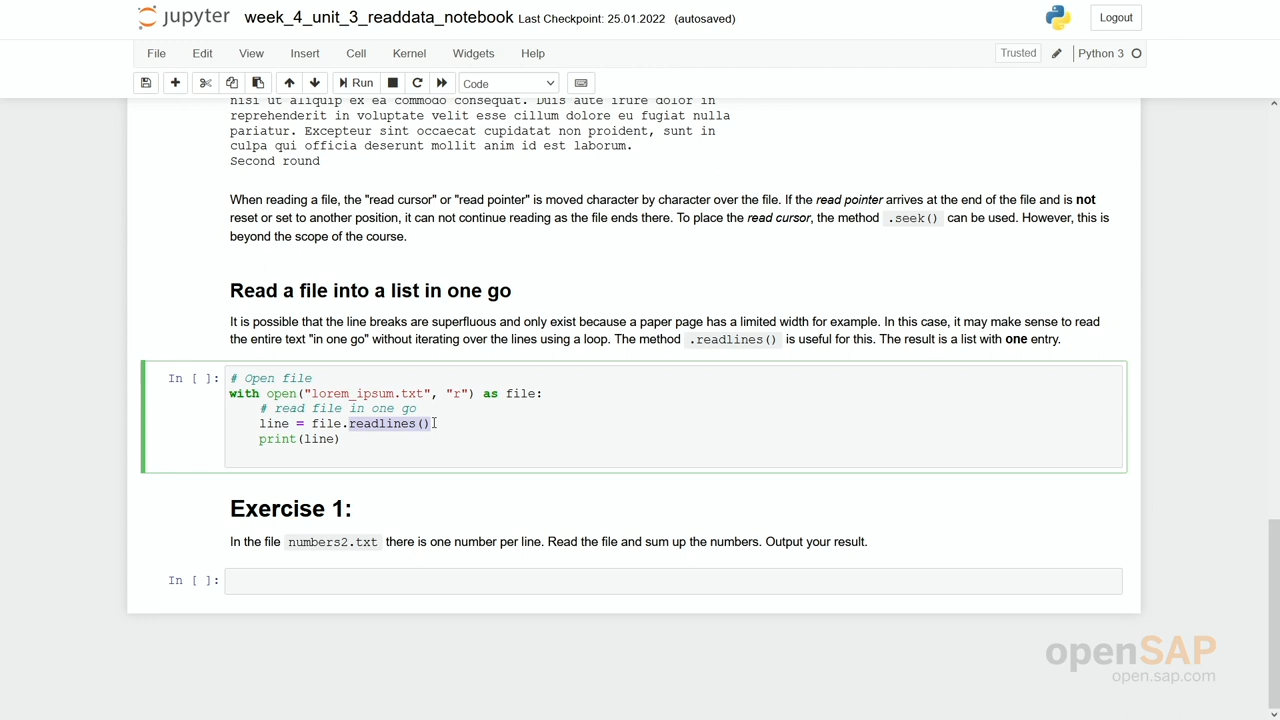 jupyter week_4_unit_3_readdata_notebook Last Checkpoint: 25.01.2022 (autosaved)
Logout
File Edit View Insert Cell Kernel Widgets Help
Trusted Python 3
Run Code
nisi ut aliquip ex ea commodo consequat. Duis aute irure dolor in
reprehenderit in voluptate velit esse cillum dolore eu fugiat nulla
pariatur. Excepteur sint occaecat cupidatat non proident, sunt in
culpa qui officia deserunt mollit anim id est laborum.
Second round
When reading a file, the "read cursor" or "read pointer" is moved character by character over the file. If the read pointer arrives at the end of the file and is not
reset or set to another position, it can not continue reading as the file ends there. To place the read cursor, the method .seek() can be used. However, this is
beyond the scope of the course.
Read a file into a list in one go
It is possible that the line breaks are superfluous and only exist because a paper page has a limited width for example. In this case, it may make sense to read
the entire text "in one go" without iterating over the lines using a loop. The method .readlines() is useful for this. The result is a list with one entry.
In [ ]: # Open file
with open("lorem_ipsum.txt", "r") as file:
# read file in one go
line = file.readlines()
print(line)
Exercise 1:
In the file numbers2.txt there is one number per line. Read the file and sum up the numbers. Output your result.
In [ ]:
openSAP
open.sap.com